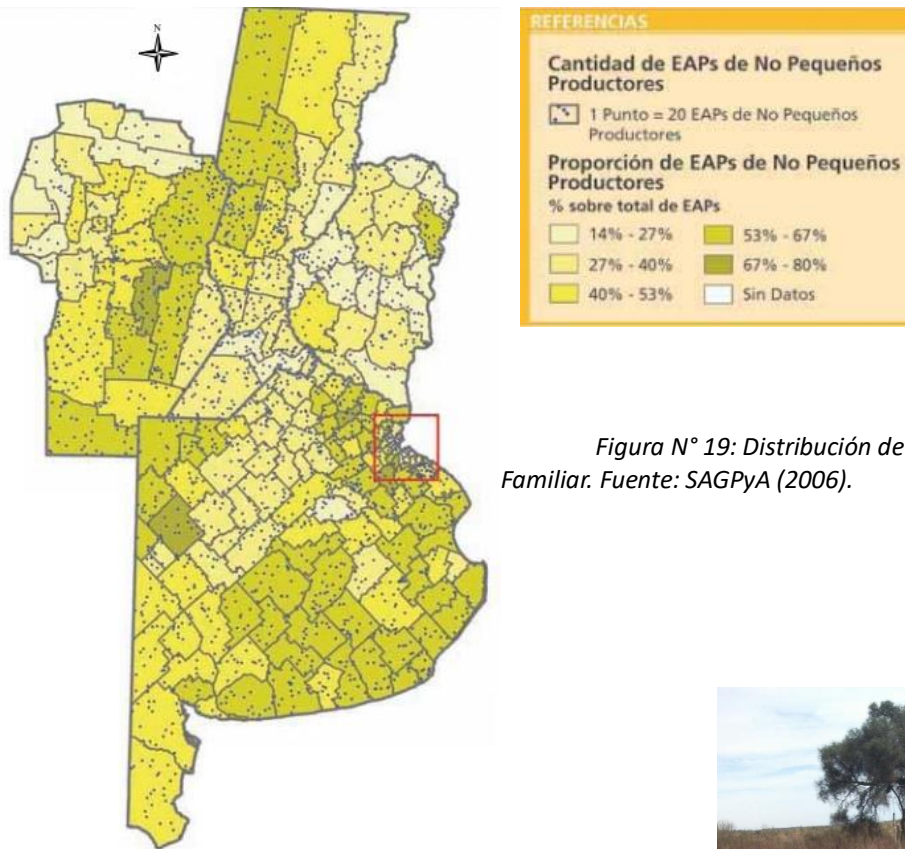 N
REFERENCIAS
Cantidad de EAPs de No Pequeños
Productores
1 Punto = 20 EAPs de No Pequeños
Productores
Proporción de EAPs de No Pequeños
Productores
% sobre total de EAPs
14% - 27%
53% - 67%
27% - 40%
67% - 80%
40% - 53%
Sin Datos
Figura N° 19: Distribución de
Familiar. Fuente: SAGPyA (2006).